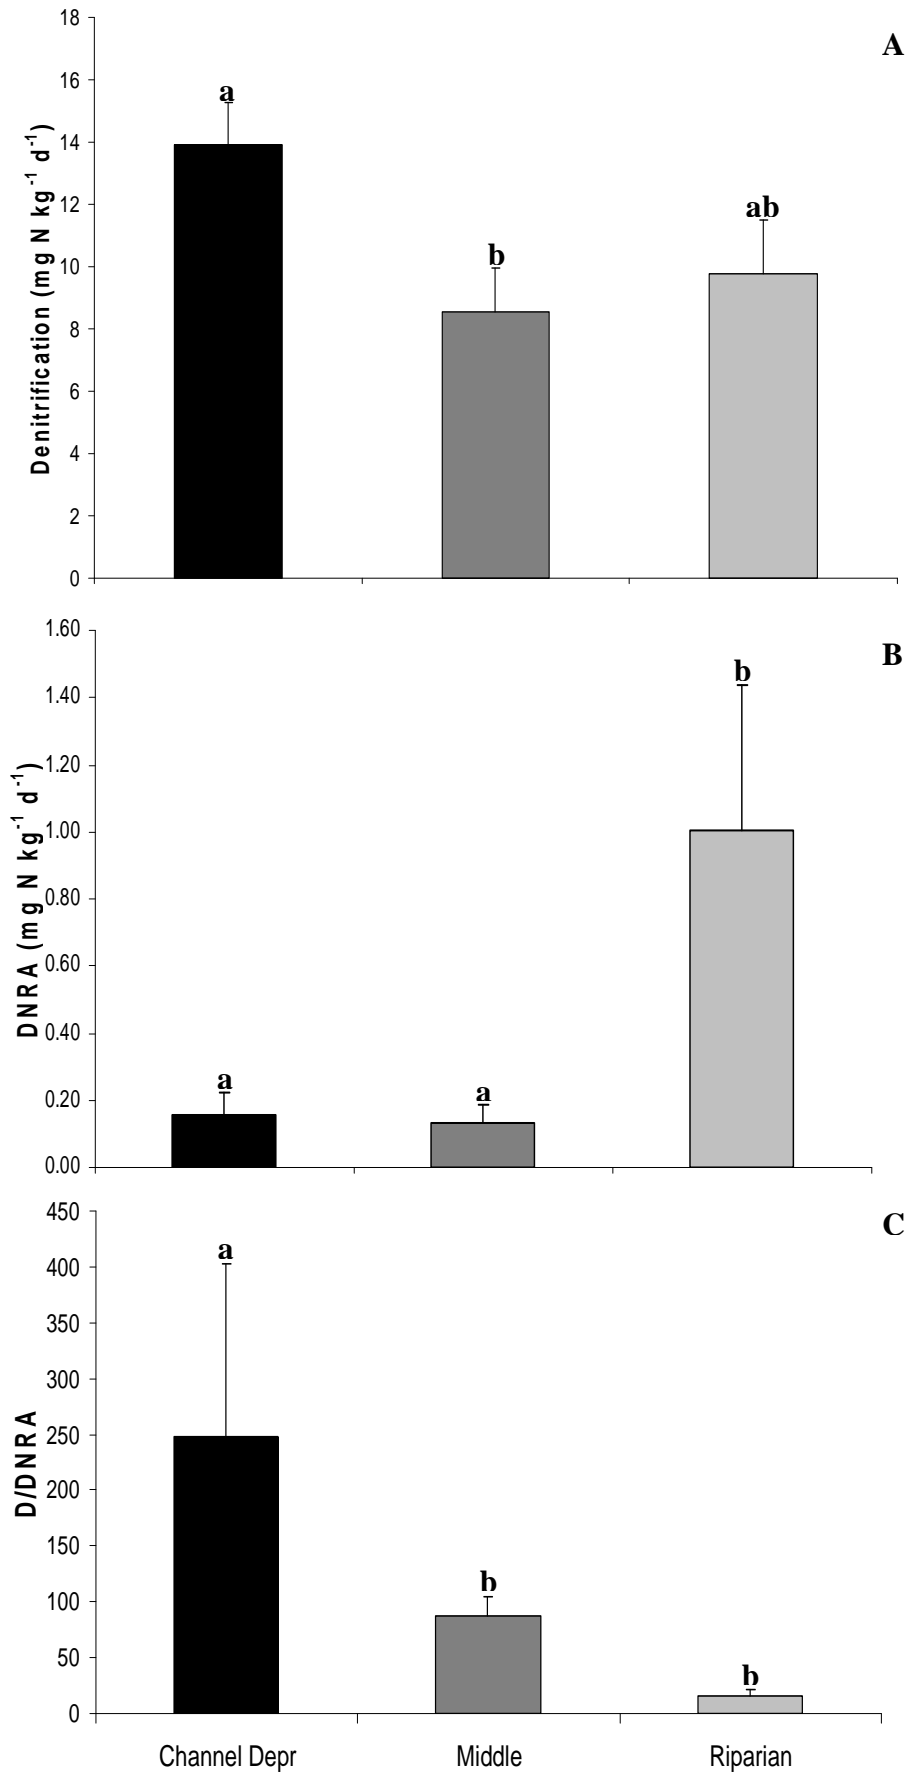 A
Denitrification (mg N kg⁻¹ d⁻¹)
18
16
14
12
10
8
6
4
2
0
a
b
ab
B
DNRA (mg N kg⁻¹ d⁻¹)
1.60
1.40
1.20
1.00
0.80
0.60
0.40
0.20
0.00
a
a
b
C
D/DNRA
450
400
350
300
250
200
150
100
50
0
a
b
b
Channel Depr Middle Riparian